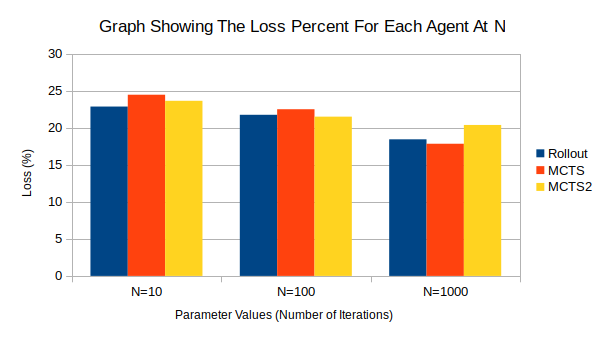 Graph Showing The Loss Percent For Each Agent At N
30
25
20
15
10
5
0
Loss (%)
N=10
N=100
N=1000
Parameter Values (Number of Iterations)
Rollout
MCTS
MCTS2